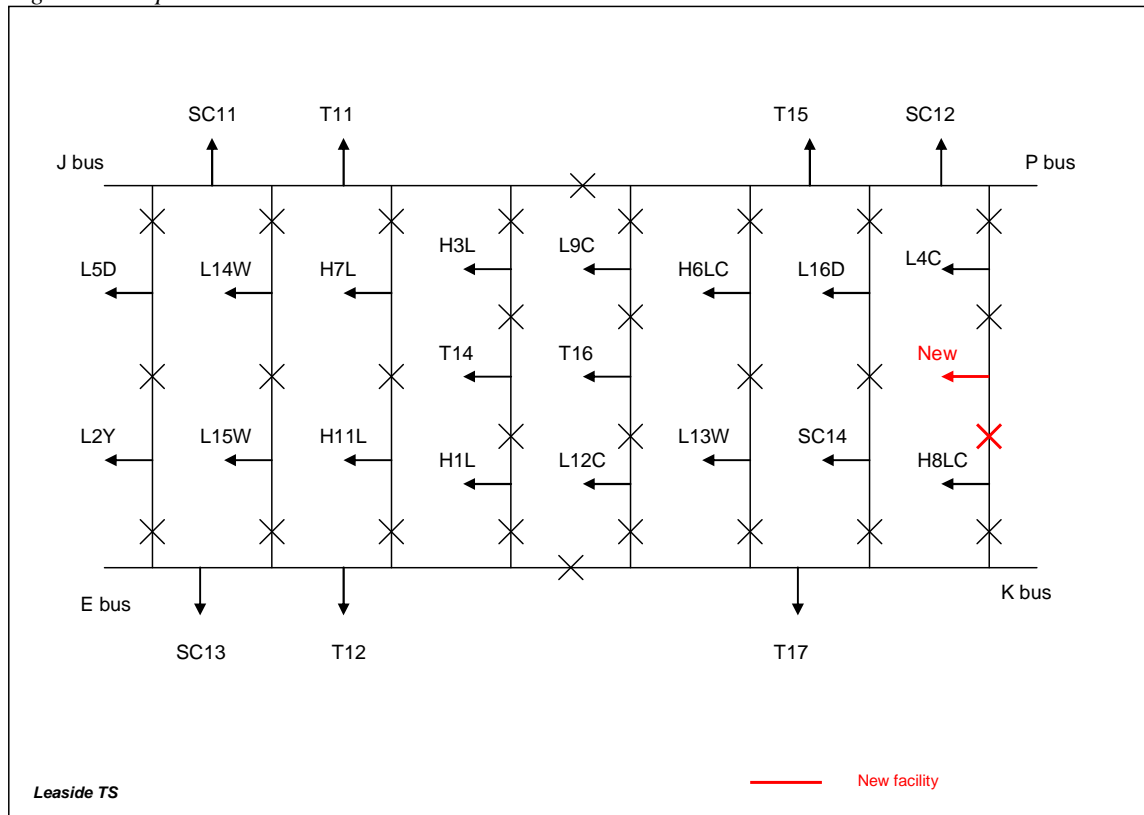 SC11 T11 T15 SC12
J bus P bus
H3L L9C L4C
L5D L14W H7L H6LC L16D
T14 T16 New
L2Y L15W H11L L13W SC14
H1L L12C H8LC
E bus K bus
SC13 T12 T17
Leaside TS New facility